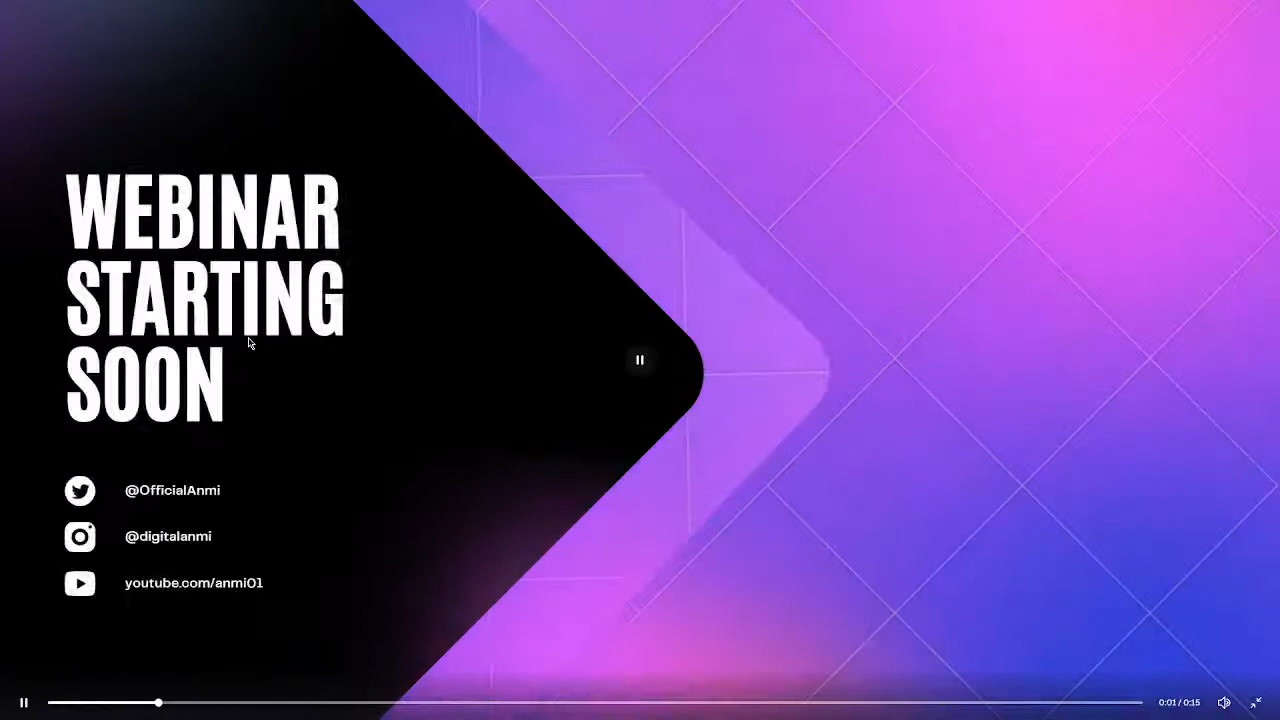 WEBINAR
STARTING
SOON
@OfficialAnmi
@digitalanmi
youtube.com/anmi01
0:01 / 0:15